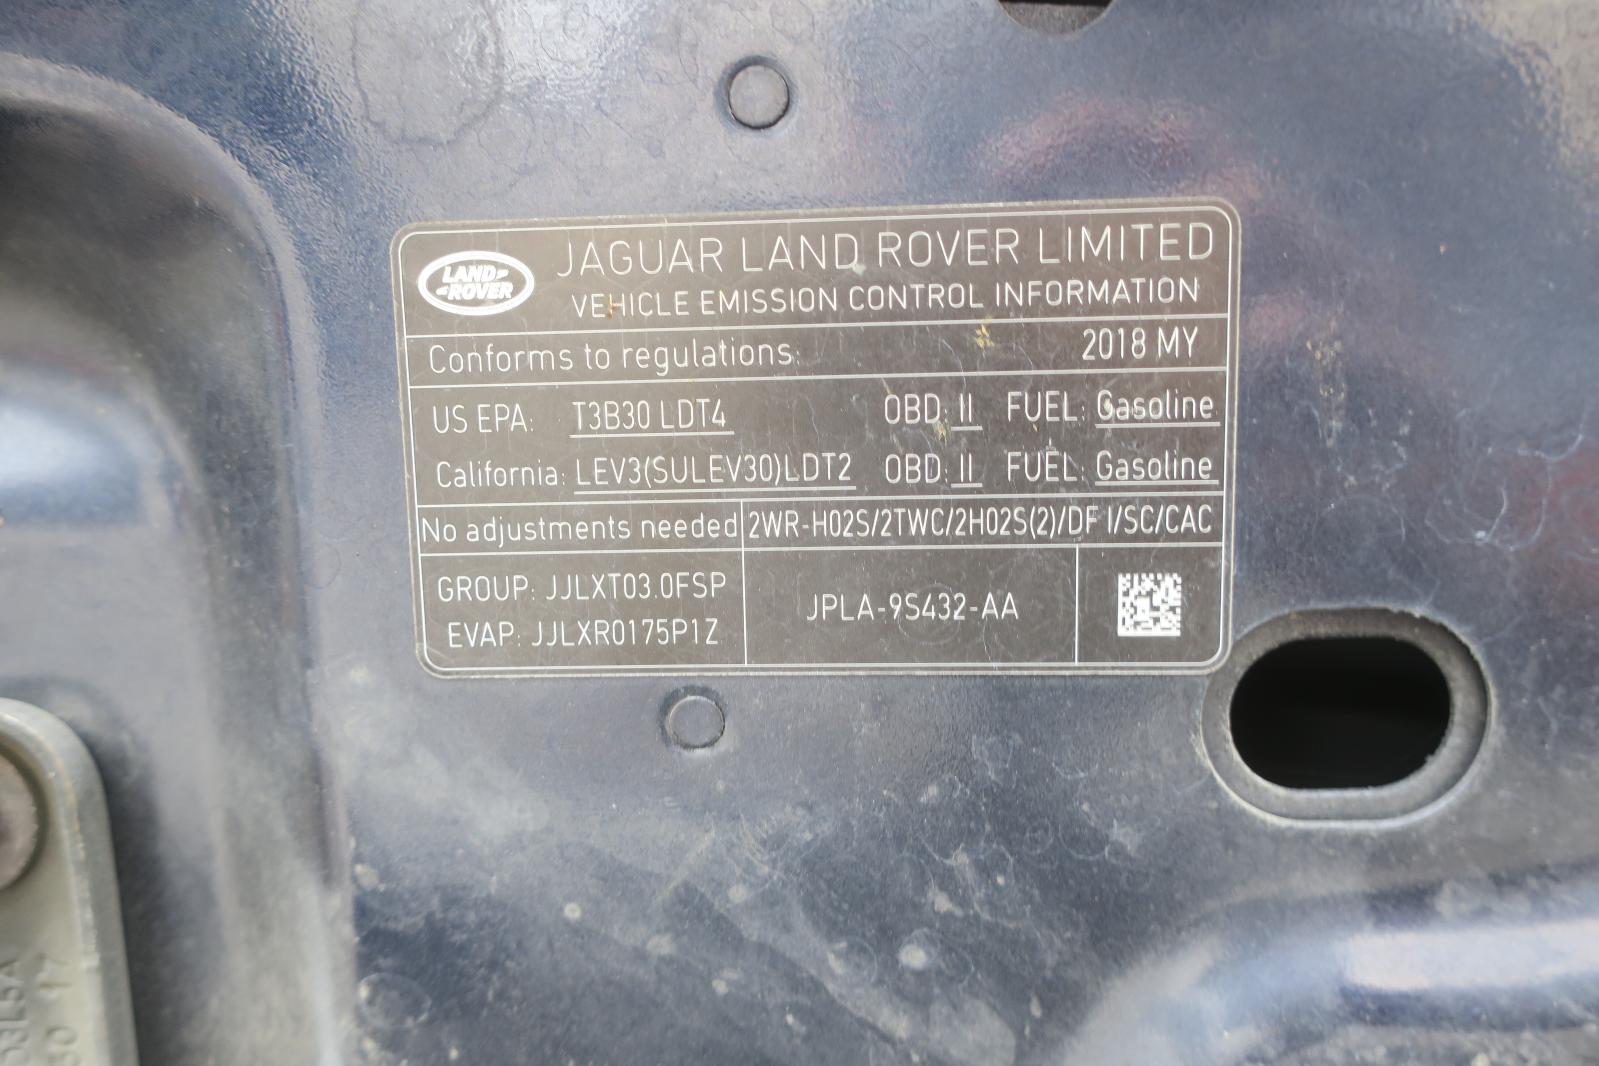 LAND ROVER
JAGUAR LAND ROVER LIMITED
VEHICLE EMISSION CONTROL INFORMATION
Conforms to regulations: 2018 MY
US EPA: T3B30 LDT4 OBD: II FUEL: Gasoline
California: LEV3(SULEV30)LDT2 OBD: II FUEL: Gasoline
No adjustments needed 2WR-HO2S/2TWC/2HO2S(2)/DFI/SC/CAC
GROUP: JJLXT03.0FSP
EVAP: JJLXR0175P1Z
JPLA-9S432-AA